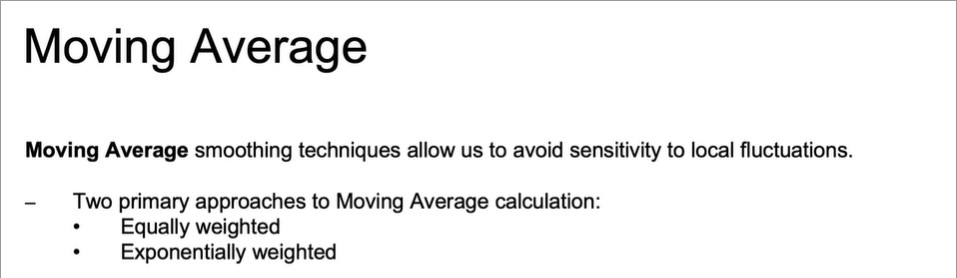 Moving Average
Moving Average smoothing techniques allow us to avoid sensitivity to local fluctuations.
– Two primary approaches to Moving Average calculation:
• Equally weighted
• Exponentially weighted